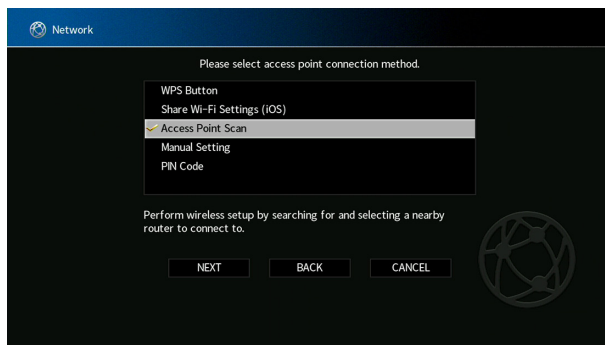 Network
Please select access point connection method.
WPS Button
Share Wi-Fi Settings (iOS)
Access Point Scan
Manual Setting
PIN Code
Perform wireless setup by searching for and selecting a nearby
router to connect to.
NEXT BACK CANCEL